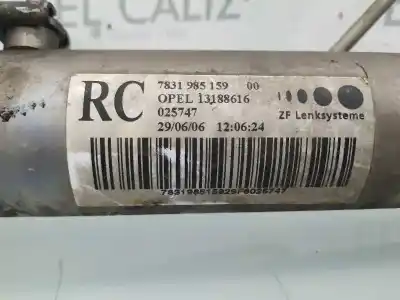 RC
7831 985 159 00
OPEL 13188616
025747
29/06/06 12:06:24
ZF Lenksysteme